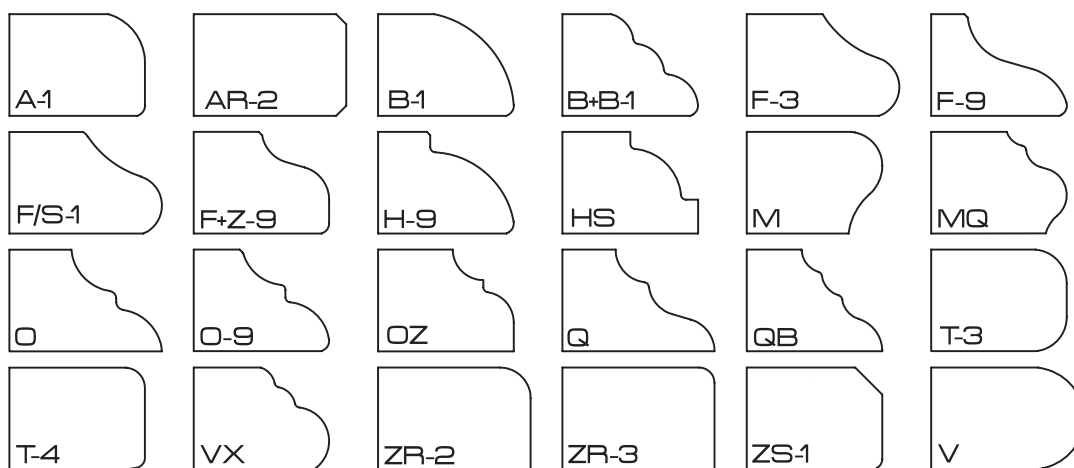 A-1 AR-2 B-1 B+B-1 F-3 F-9
F/S-1 F+Z-9 H-9 HS M MQ
O O-9 OZ Q QB T-3
T-4 VX ZR-2 ZR-3 ZS-1 V